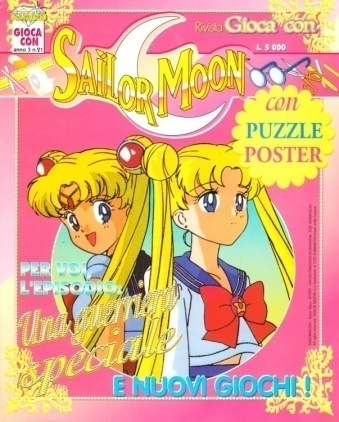 GIOCA
CON
anno 3 n. 21
Rivista Gioca con
L. 5 000
SAILOR MOON
con
PUZZLE
POSTER
PER VOI
L'EPISODIO:
Una guerriera
speciale
E NUOVI GIOCHI!